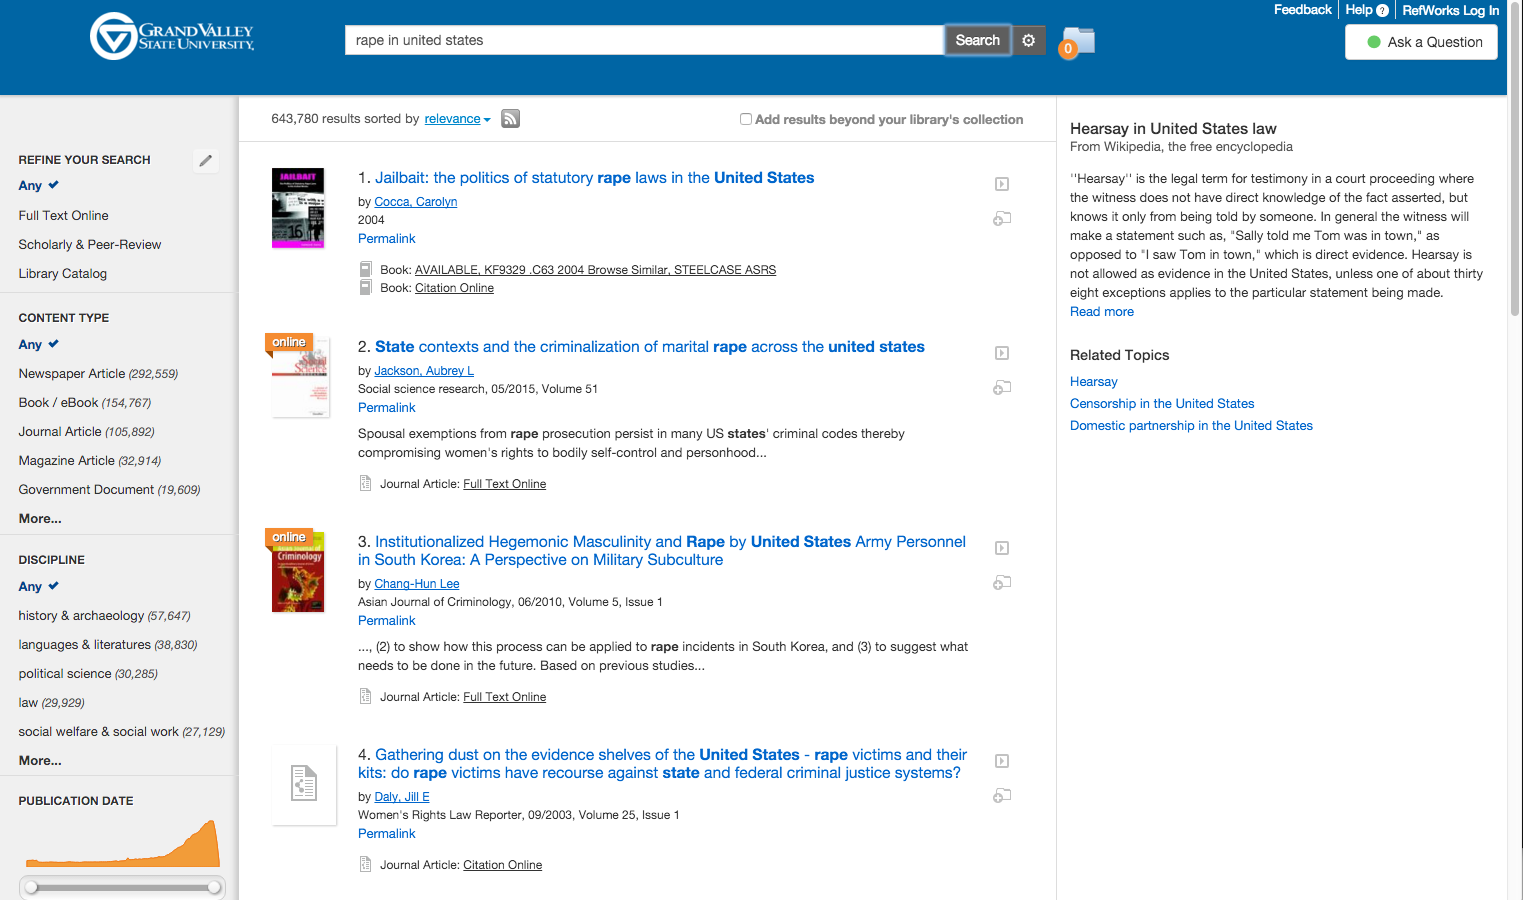 Feedback
Help ?
RefWorks Log In
GRAND VALLEY
STATE UNIVERSITY.
rape in united states
Search
0
Ask a Question
643,780 results sorted by relevance
Add results beyond your library's collection
REFINE YOUR SEARCH
Any
Full Text Online
Scholarly & Peer-Review
Library Catalog
CONTENT TYPE
Any
Newspaper Article (292,559)
Book / eBook (154,767)
Journal Article (105,892)
Magazine Article (32,914)
Government Document (19,609)
More...
DISCIPLINE
Any
history & archaeology (57,647)
languages & literatures (38,830)
political science (30,285)
law (29,929)
social welfare & social work (27,129)
More...
PUBLICATION DATE
JAILBAIT
16
1. Jailbait: the politics of statutory rape laws in the United States
by Cocca, Carolyn
2004
Permalink
Book: AVAILABLE, KF9329 .C63 2004 Browse Similar, STEELCASE ASRS
Book: Citation Online
online
2. State contexts and the criminalization of marital rape across the united states
by Jackson, Aubrey L
Social science research, 05/2015, Volume 51
Permalink
Spousal exemptions from rape prosecution persist in many US states' criminal codes thereby
compromising women's rights to bodily self-control and personhood...
Journal Article: Full Text Online
online
Criminology
3. Institutionalized Hegemonic Masculinity and Rape by United States Army Personnel
in South Korea: A Perspective on Military Subculture
by Chang-Hun Lee
Asian Journal of Criminology, 06/2010, Volume 5, Issue 1
Permalink
..., (2) to show how this process can be applied to rape incidents in South Korea, and (3) to suggest what
needs to be done in the future. Based on previous studies...
Journal Article: Full Text Online
4. Gathering dust on the evidence shelves of the United States - rape victims and their
kits: do rape victims have recourse against state and federal criminal justice systems?
by Daly, Jill E
Women's Rights Law Reporter, 09/2003, Volume 25, Issue 1
Permalink
Journal Article: Citation Online
Hearsay in United States law
From Wikipedia, the free encyclopedia
''Hearsay'' is the legal term for testimony in a court proceeding where
the witness does not have direct knowledge of the fact asserted, but
knows it only from being told by someone. In general the witness will
make a statement such as, "Sally told me Tom was in town," as
opposed to "I saw Tom in town," which is direct evidence. Hearsay is
not allowed as evidence in the United States, unless one of about thirty
eight exceptions applies to the particular statement being made.
Read more
Related Topics
Hearsay
Censorship in the United States
Domestic partnership in the United States